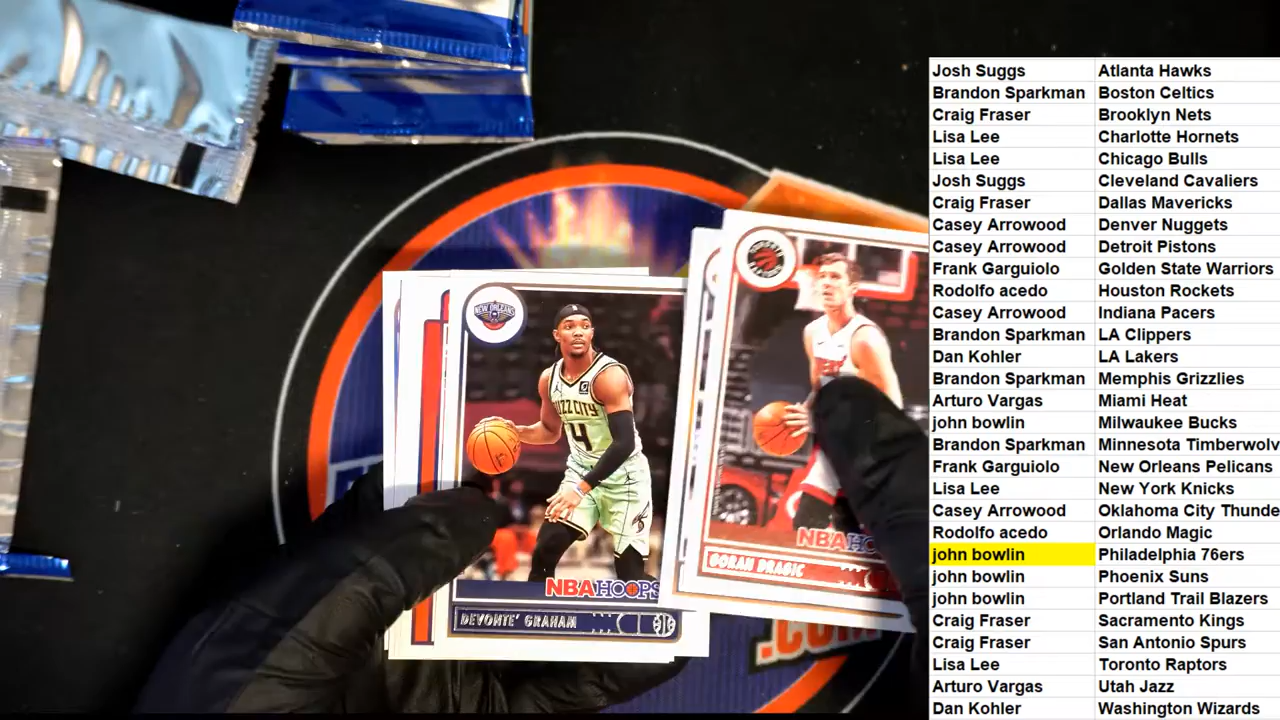 NEW ORLEANS
BUZZ CITY
4
NBA HOOPS
DEVONTE' GRAHAM
NBA HO
GORAN DRAGIC
.COM
Josh Suggs Atlanta Hawks
Brandon Sparkman Boston Celtics
Craig Fraser Brooklyn Nets
Lisa Lee Charlotte Hornets
Lisa Lee Chicago Bulls
Josh Suggs Cleveland Cavaliers
Craig Fraser Dallas Mavericks
Casey Arrowood Denver Nuggets
Casey Arrowood Detroit Pistons
Frank Garguiolo Golden State Warriors
Rodolfo acedo Houston Rockets
Casey Arrowood Indiana Pacers
Brandon Sparkman LA Clippers
Dan Kohler LA Lakers
Brandon Sparkman Memphis Grizzlies
Arturo Vargas Miami Heat
john bowlin Milwaukee Bucks
Brandon Sparkman Minnesota Timberwolv
Frank Garguiolo New Orleans Pelicans
Lisa Lee New York Knicks
Casey Arrowood Oklahoma City Thunde
Rodolfo acedo Orlando Magic
john bowlin Philadelphia 76ers
john bowlin Phoenix Suns
john bowlin Portland Trail Blazers
Craig Fraser Sacramento Kings
Craig Fraser San Antonio Spurs
Lisa Lee Toronto Raptors
Arturo Vargas Utah Jazz
Dan Kohler Washington Wizards